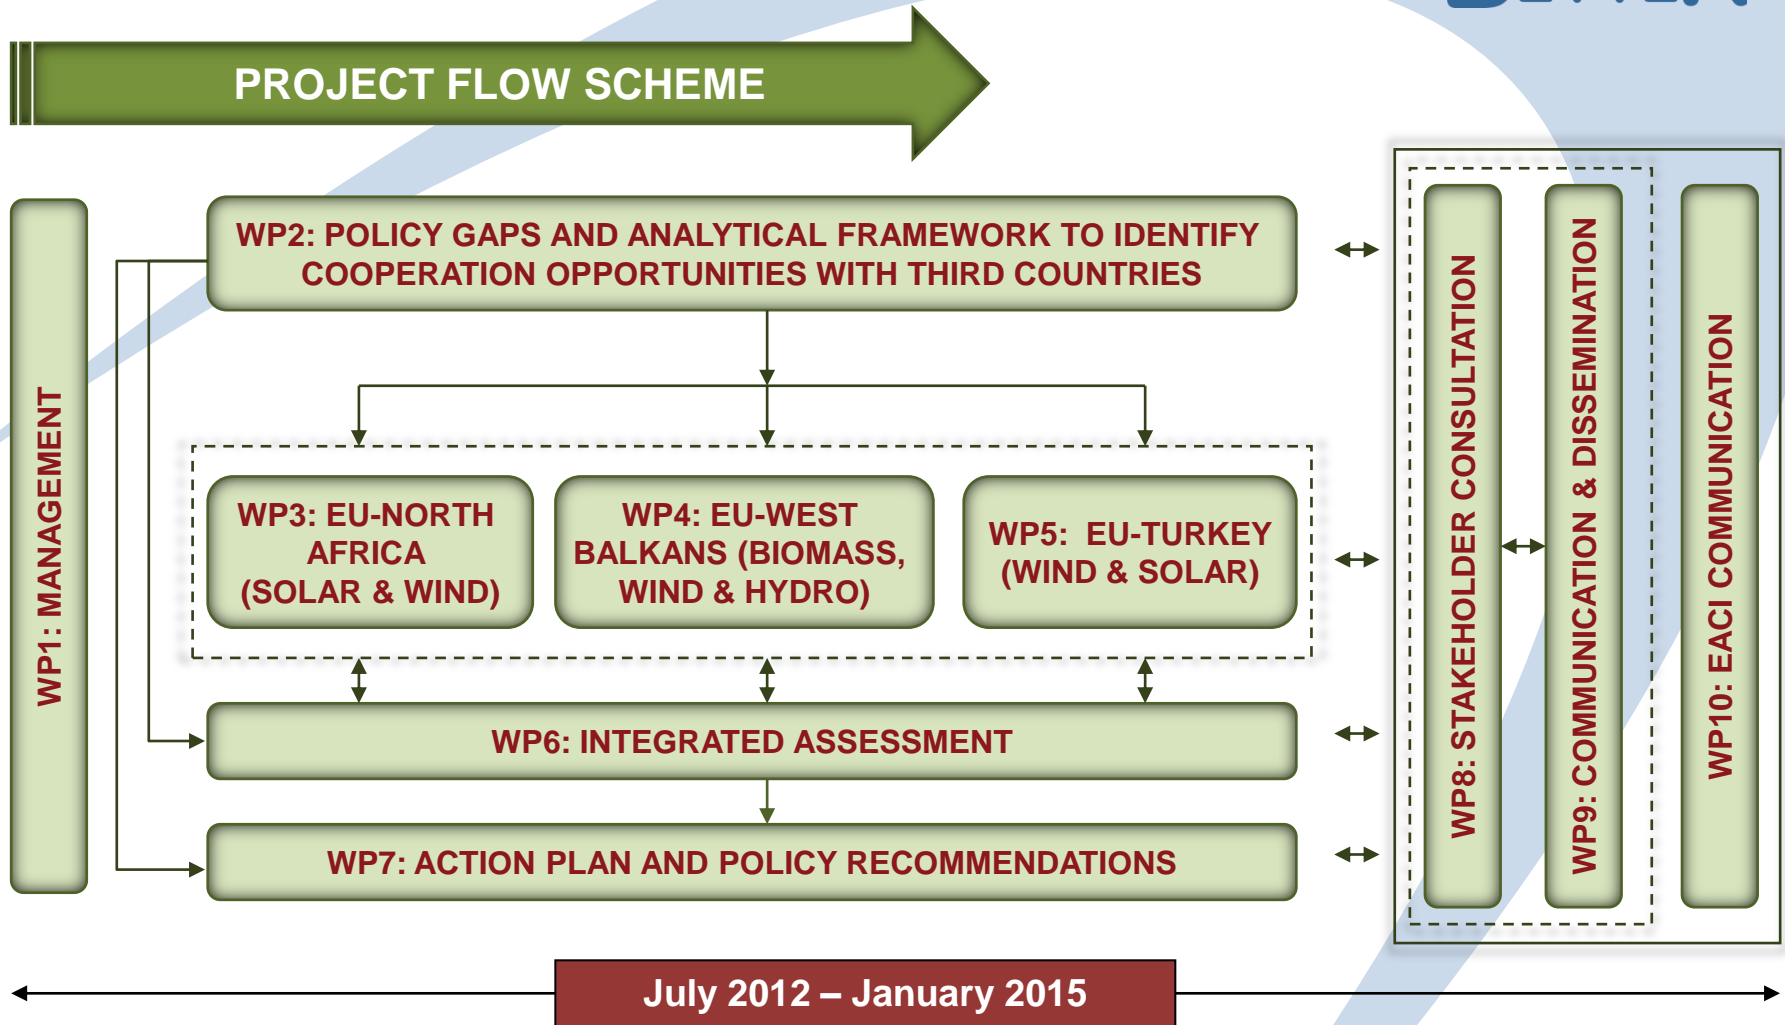 PROJECT FLOW SCHEME
WP1: MANAGEMENT
WP2: POLICY GAPS AND ANALYTICAL FRAMEWORK TO IDENTIFY
COOPERATION OPPORTUNITIES WITH THIRD COUNTRIES
WP3: EU-NORTH
AFRICA
(SOLAR & WIND)
WP4: EU-WEST
BALKANS (BIOMASS,
WIND & HYDRO)
WP5: EU-TURKEY
(WIND & SOLAR)
WP6: INTEGRATED ASSESSMENT
WP7: ACTION PLAN AND POLICY RECOMMENDATIONS
WP8: STAKEHOLDER CONSULTATION
WP9: COMMUNICATION & DISSEMINATION
WP10: EACI COMMUNICATION
July 2012 – January 2015